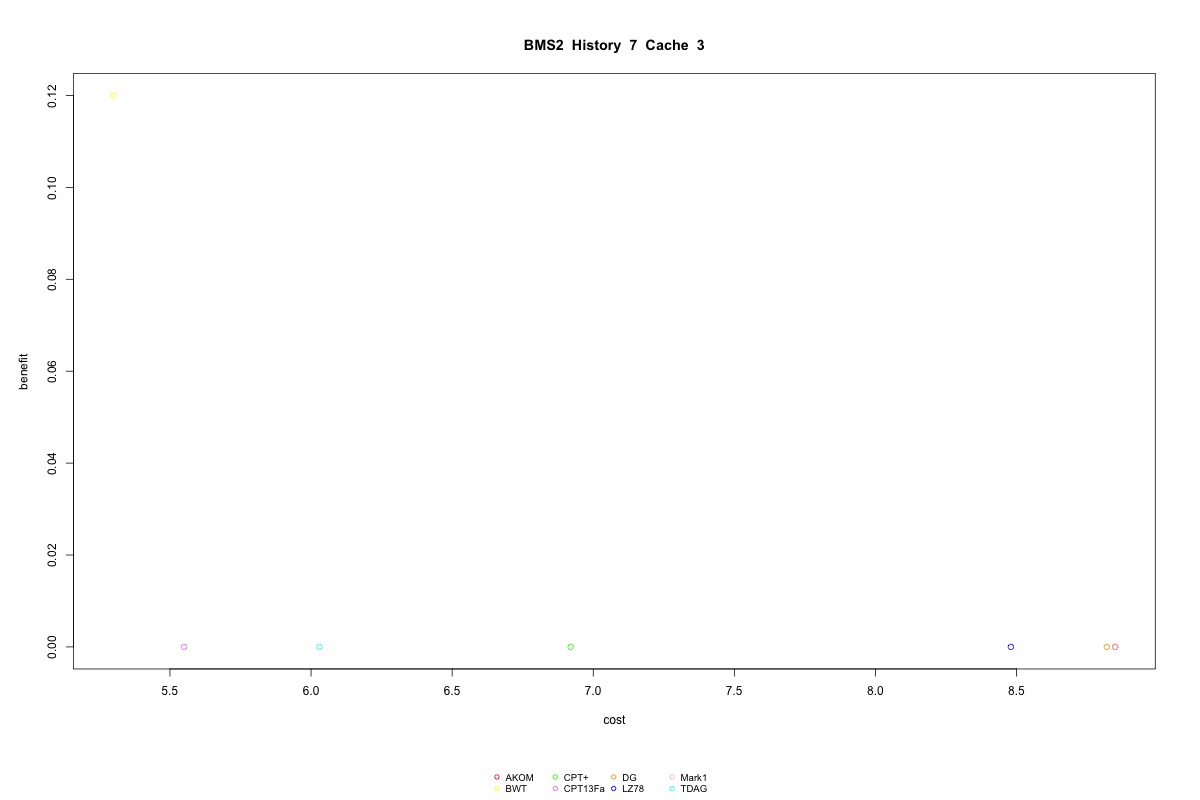 BMS2 History 7 Cache 3
0.12
0.10
0.08
0.06
0.04
0.02
0.00
benefit
5.5 6.0 6.5 7.0 7.5 8.0 8.5
cost
AKOM CPT+ DG Mark1
BWT CPT13Fa LZ78 TDAG